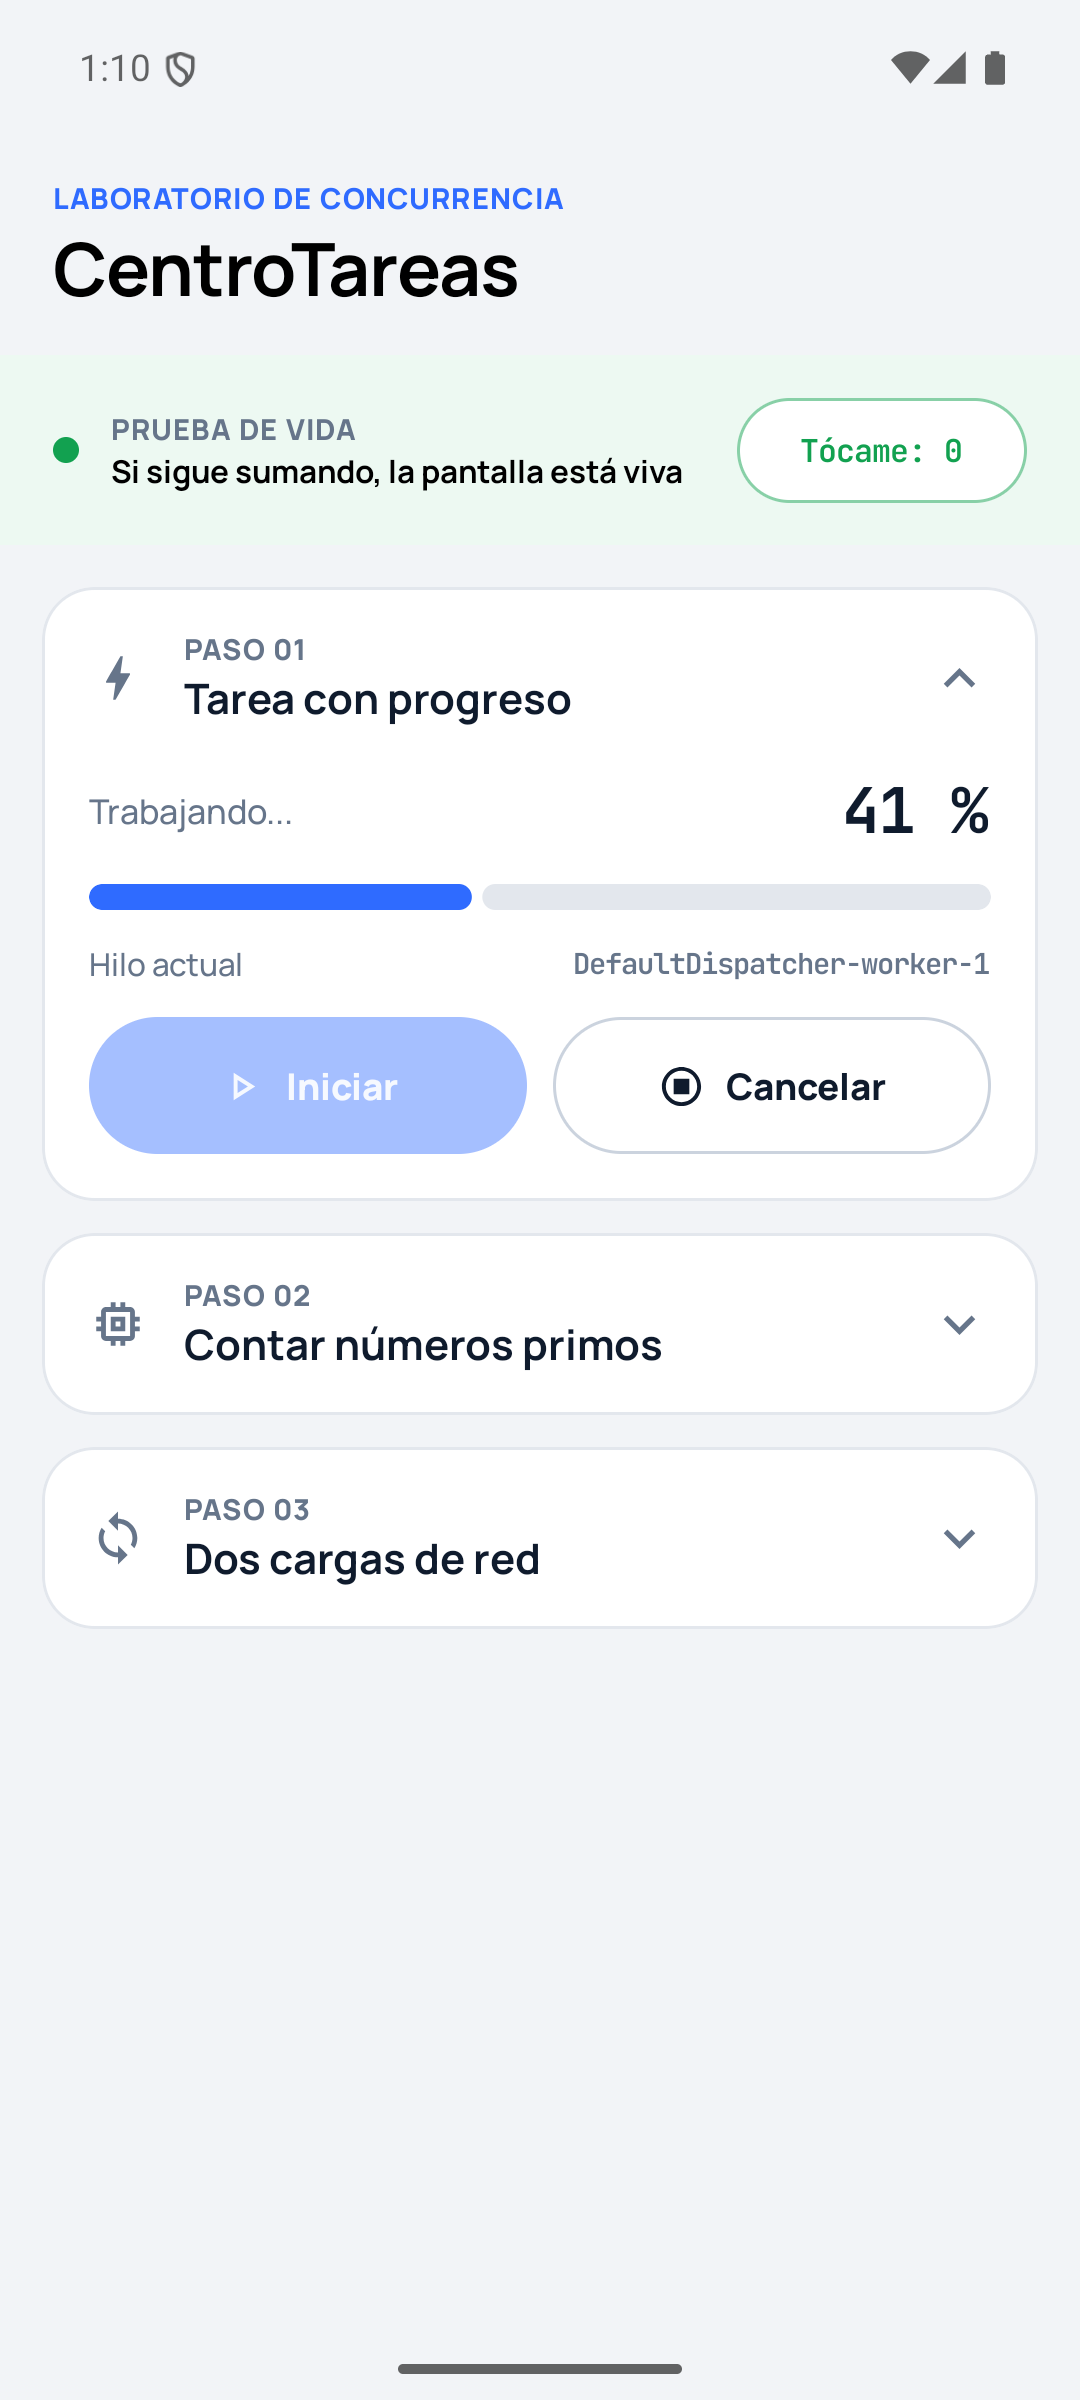 1:10
LABORATORIO DE CONCURRENCIA
CentroTareas
PRUEBA DE VIDA
Si sigue sumando, la pantalla está viva
Tócame: 0
PASO 01
Tarea con progreso
Trabajando...
41 %
Hilo actual
DefaultDispatcher-worker-1
Iniciar
Cancelar
PASO 02
Contar números primos
PASO 03
Dos cargas de red